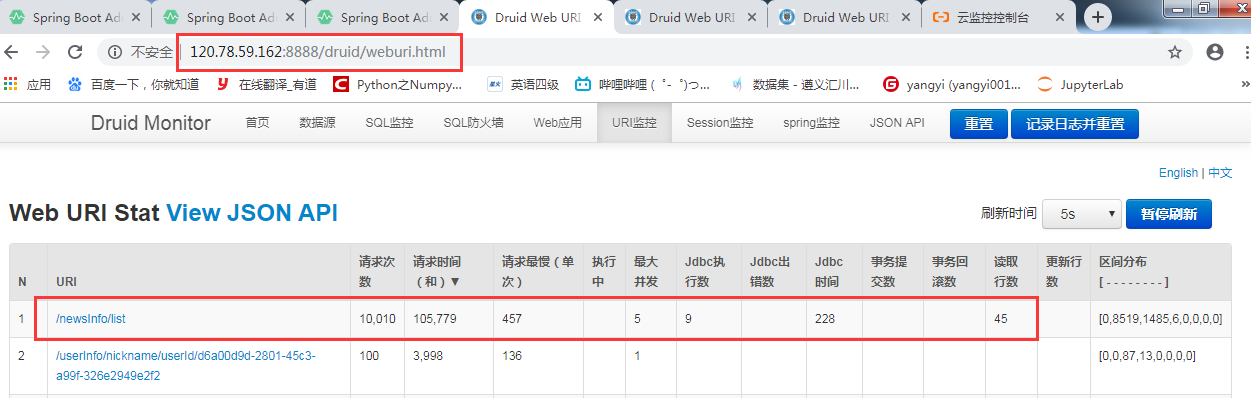 Spring Boot Ad
Spring Boot Ad
Spring Boot Ad
Druid Web URI
Druid Web URI
Druid Web URI
云监控控制台
不安全
120.78.59.162:8888/druid/weburi.html
应用
百度一下，你就知道
在线翻译_有道
Python之Numpy...
英语四级
哔哩哔哩 ( ゜- ゜)つ...
数据集 - 遵义汇川...
yangyi (yangyi001...
JupyterLab
»
Druid Monitor
首页
数据源
SQL监控
SQL防火墙
Web应用
URI监控
Session监控
spring监控
JSON API
重置
记录日志并重置
English | 中文
Web URI Stat View JSON API
刷新时间
5s
暂停刷新
N
URI
请求次
数
请求时间
（和）▼
请求最慢（单
次）
执行
中
最大
并发
Jdbc执
行数
Jdbc出
错数
Jdbc
时间
事务提
交数
事务回
滚数
读取
行数
更新行
数
区间分布
[ - - - - - - - - ]
1
/newsInfo/list
10,010
105,779
457
5
9
228
45
[0,8519,1485,6,0,0,0,0]
2
/userInfo/nickname/userId/d6a00d9d-2801-45c3-
a99f-326e2949e2f2
100
3,998
136
1
[0,0,87,13,0,0,0,0]